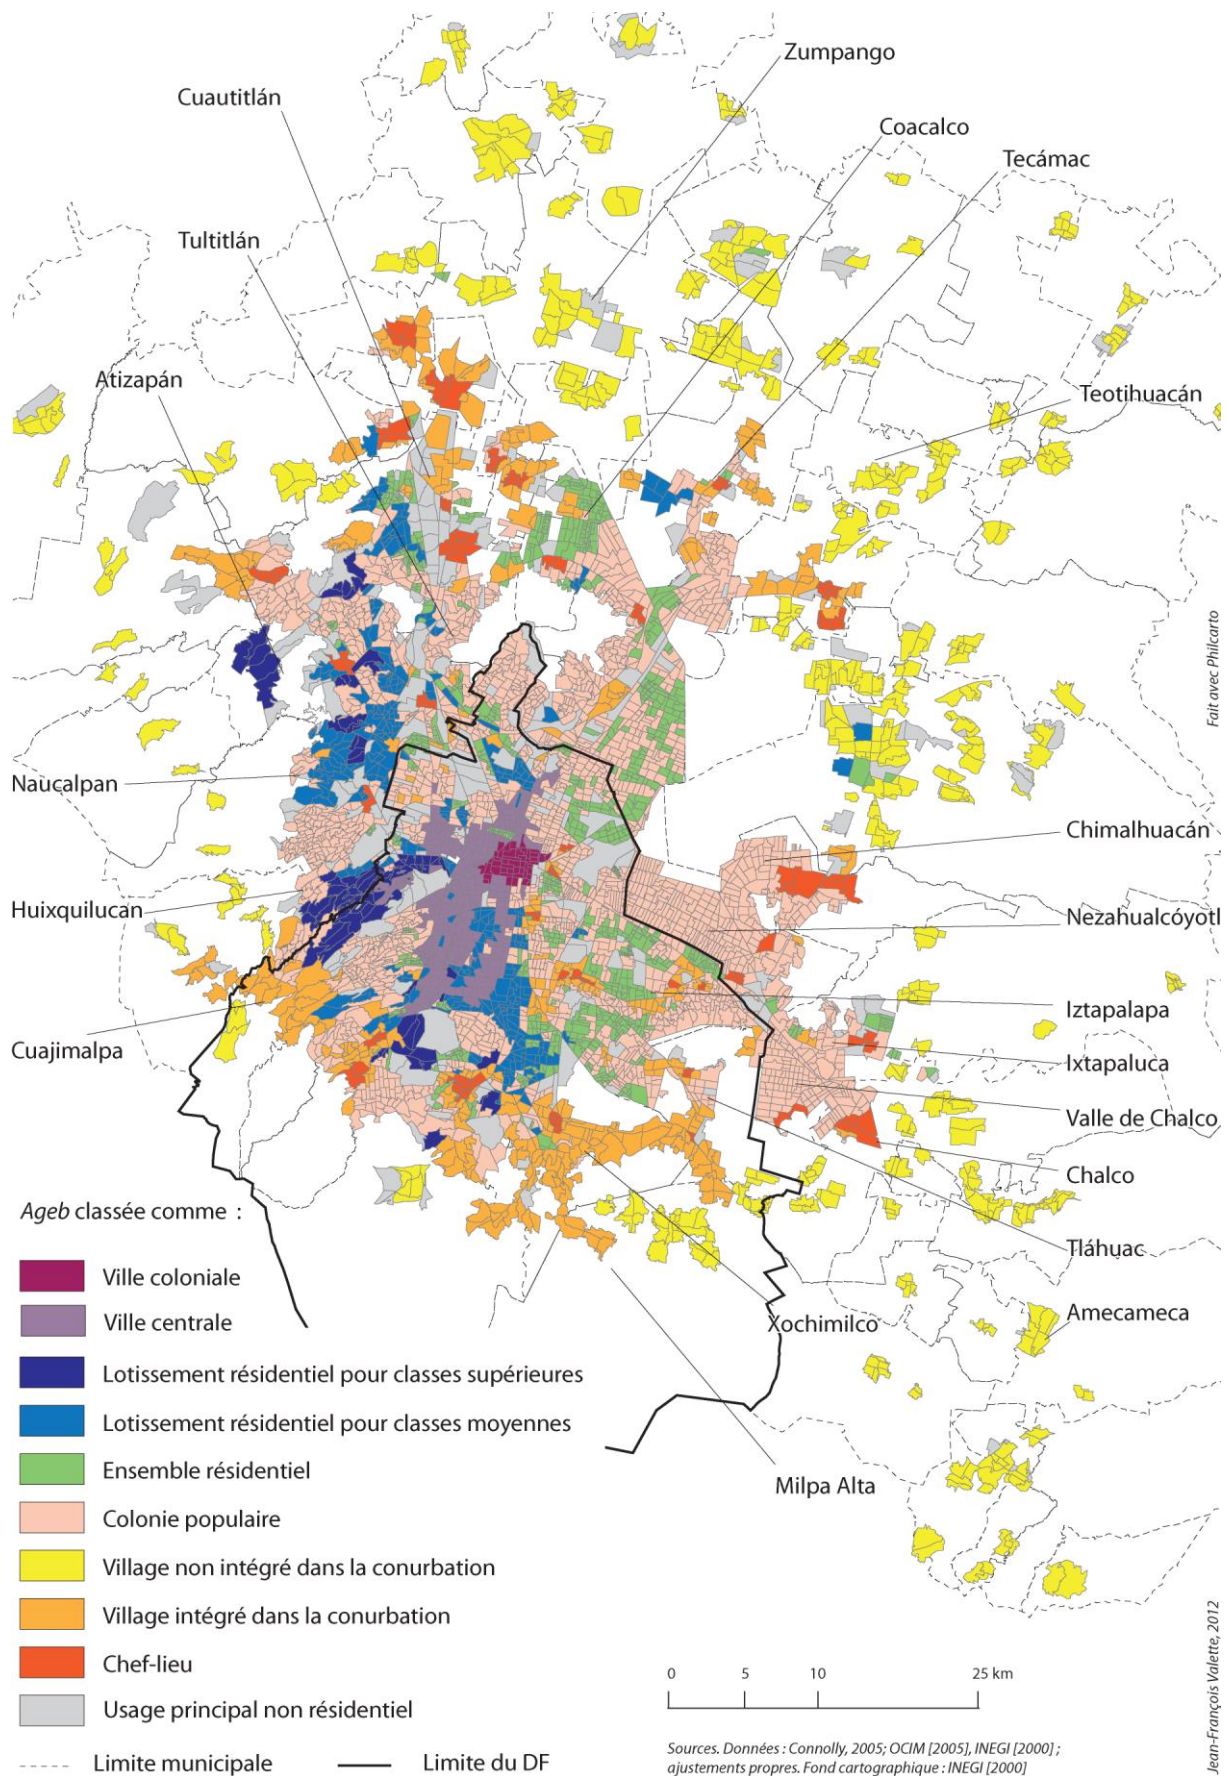 Zumpango
Cuautitlán
Coacalco
Tecámac
Tultitlán
Atizapán
Teotihuacán
Fait avec Philcarto
Naucalpan
Chimalhuacán
Huixquilucan
Nezahualcóyotl
Iztapalapa
Cuajimalpa
Ixtapaluca
Valle de Chalco
Chalco
Tláhuac
Amecameca
Xochimilco
Milpa Alta
Ageb classée comme :
Ville coloniale
Ville centrale
Lotissement résidentiel pour classes supérieures
Lotissement résidentiel pour classes moyennes
Ensemble résidentiel
Colonie populaire
Village non intégré dans la conurbation
Village intégré dans la conurbation
Chef-lieu
Usage principal non résidentiel
Limite municipale
Limite du DF
0 5 10 25 km
Sources. Données : Connolly, 2005; OCIM [2005], INEGI [2000] ;
ajustements propres. Fond cartographique : INEGI [2000]
Jean-François Valette, 2012